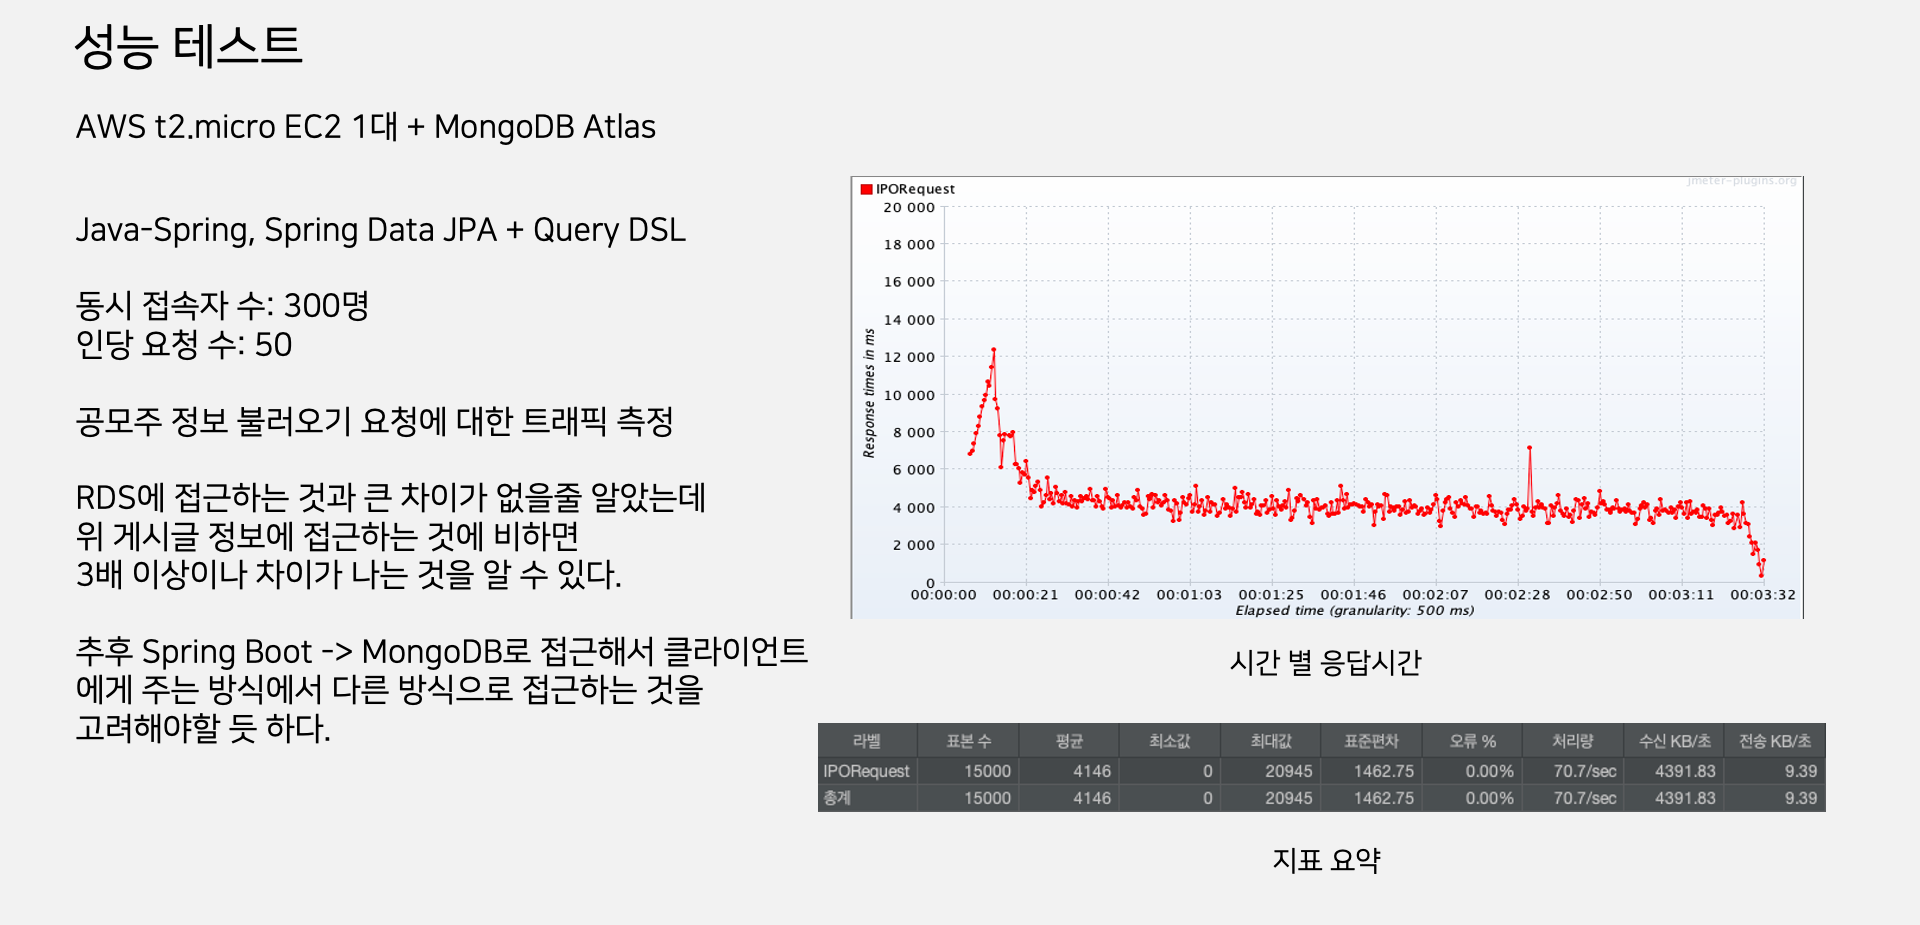 성능 테스트
AWS t2.micro EC2 1대 + MongoDB Atlas
Java-Spring, Spring Data JPA + Query DSL
동시 접속자 수: 300명
인당 요청 수: 50
공모주 정보 불러오기 요청에 대한 트래픽 측정
RDS에 접근하는 것과 큰 차이가 없을줄 알았는데
위 게시글 정보에 접근하는 것에 비하면
3배 이상이나 차이가 나는 것을 알 수 있다.
추후 Spring Boot -> MongoDB로 접근해서 클라이언트
에게 주는 방식에서 다른 방식으로 접근하는 것을
고려해야할 듯 하다.
IPORequest
jmeter-plugins.org
20 000
18 000
16 000
14 000
12 000
10 000
8 000
6 000
4 000
2 000
0
Response times in ms
00:00:00 00:00:21 00:00:42 00:01:03 00:01:25 00:01:46 00:02:07 00:02:28 00:02:50 00:03:11 00:03:32
Elapsed time (granularity: 500 ms)
시간 별 응답시간
라벨 표본 수 평균 최소값 최대값 표준편차 오류 % 처리량 수신 KB/초 전송 KB/초
IPORequest 15000 4146 0 20945 1462.75 0.00% 70.7/sec 4391.83 9.39
총계 15000 4146 0 20945 1462.75 0.00% 70.7/sec 4391.83 9.39
지표 요약